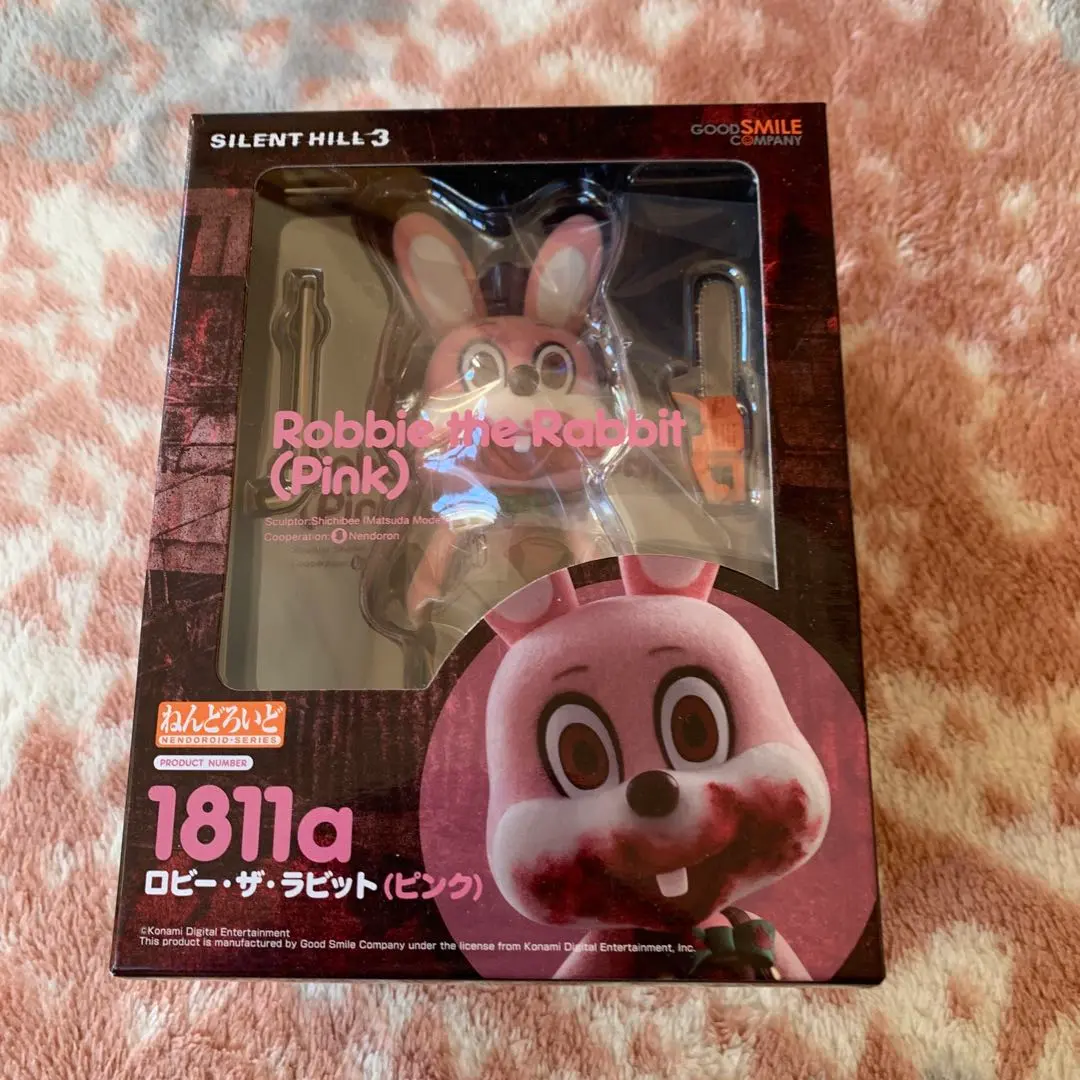 SILENT HILL 3
GOOD SMILE
COMPANY
Robbie the Rabbit
(Pink)
Sculptor:Shichibee (Matsuda Model)
Cooperation: Nendoron
ねんどろいど
NENDOROID・SERIES
PRODUCT NUMBER
1811a
ロビー・ザ・ラビット(ピンク)
©Konami Digital Entertainment
This product is manufactured by Good Smile Company under the license from Konami Digital Entertainment, Inc.